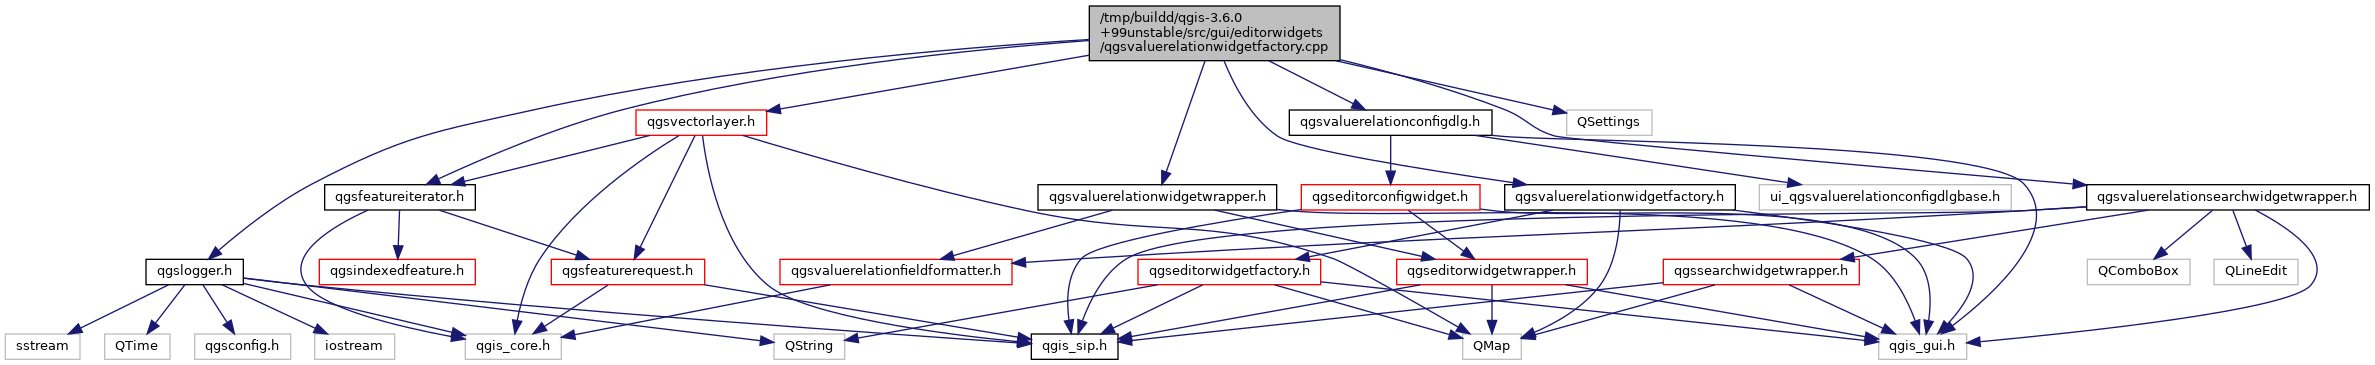 /tmp/buildd/qgis-3.6.0
+99unstable/src/gui/editorwidgets
/qgsvaluerelationwidgetfactory.cpp
qgsvectorlayer.h
qgsvaluerelationconfigdlg.h
QSettings
qgsfeatureiterator.h
qgsvaluerelationwidgetwrapper.h
qgseditorconfigwidget.h
qgsvaluerelationwidgetfactory.h
ui_qgsvaluerelationconfigdlgbase.h
qgsvaluerelationsearchwidgetwrapper.h
qgslogger.h
qgsindexedfeature.h
qgsfeaturerequest.h
qgsvaluerelationfieldformatter.h
qgseditorwidgetfactory.h
qgseditorwidgetwrapper.h
qgssearchwidgetwrapper.h
QComboBox
QLineEdit
sstream
QTime
qgsconfig.h
iostream
qgis_core.h
QString
qgis_sip.h
QMap
qgis_gui.h